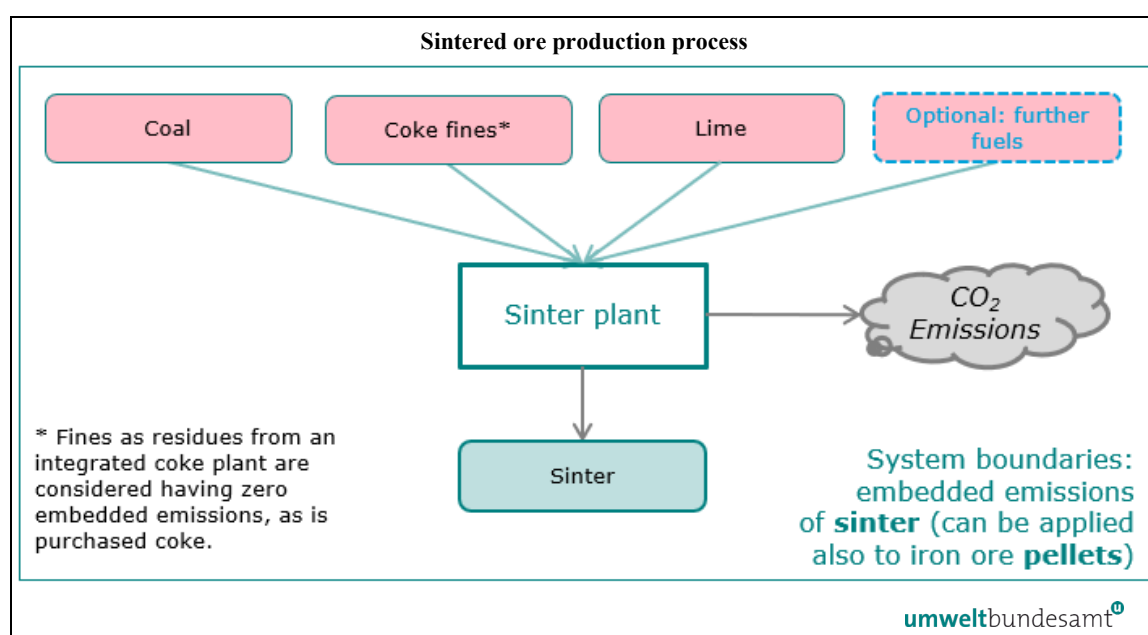 Sintered ore production process
Coal
Coke fines*
Lime
Optional: further
fuels
Sinter plant
CO₂
Emissions
Sinter
* Fines as residues from an
integrated coke plant are
considered having zero
embedded emissions, as is
purchased coke.
System boundaries:
embedded emissions
of sinter (can be applied
also to iron ore pellets)
umweltbundesamt
u